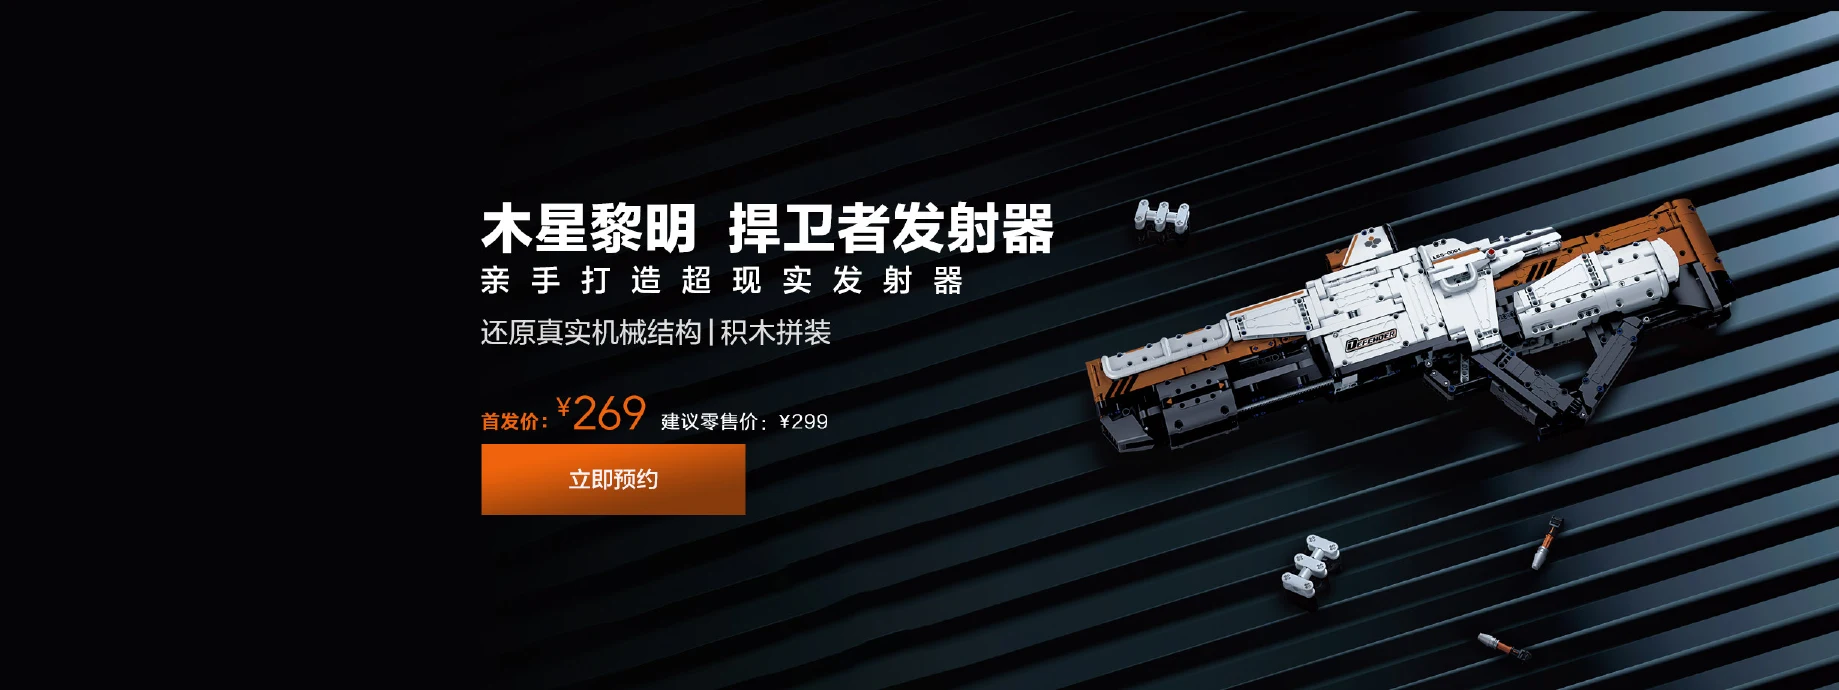 木星黎明 捍卫者发射器
亲手打造超现实发射器
还原真实机械结构|积木拼装
首发价：¥269 建议零售价：¥299
立即预约
DEFENDER